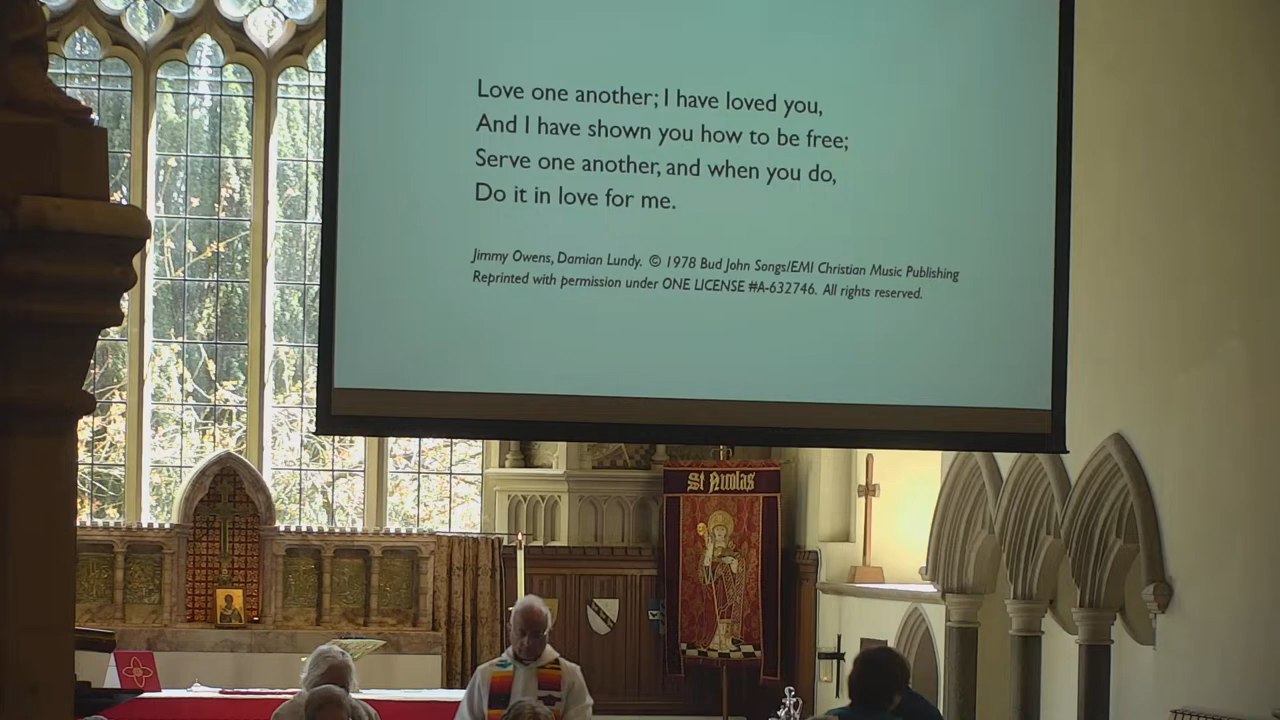 Love one another; I have loved you,
And I have shown you how to be free;
Serve one another, and when you do,
Do it in love for me.
Jimmy Owens, Damian Lundy. © 1978 Bud John Songs/EMI Christian Music Publishing
Reprinted with permission under ONE LICENSE #A-632746. All rights reserved.
St Nicolas